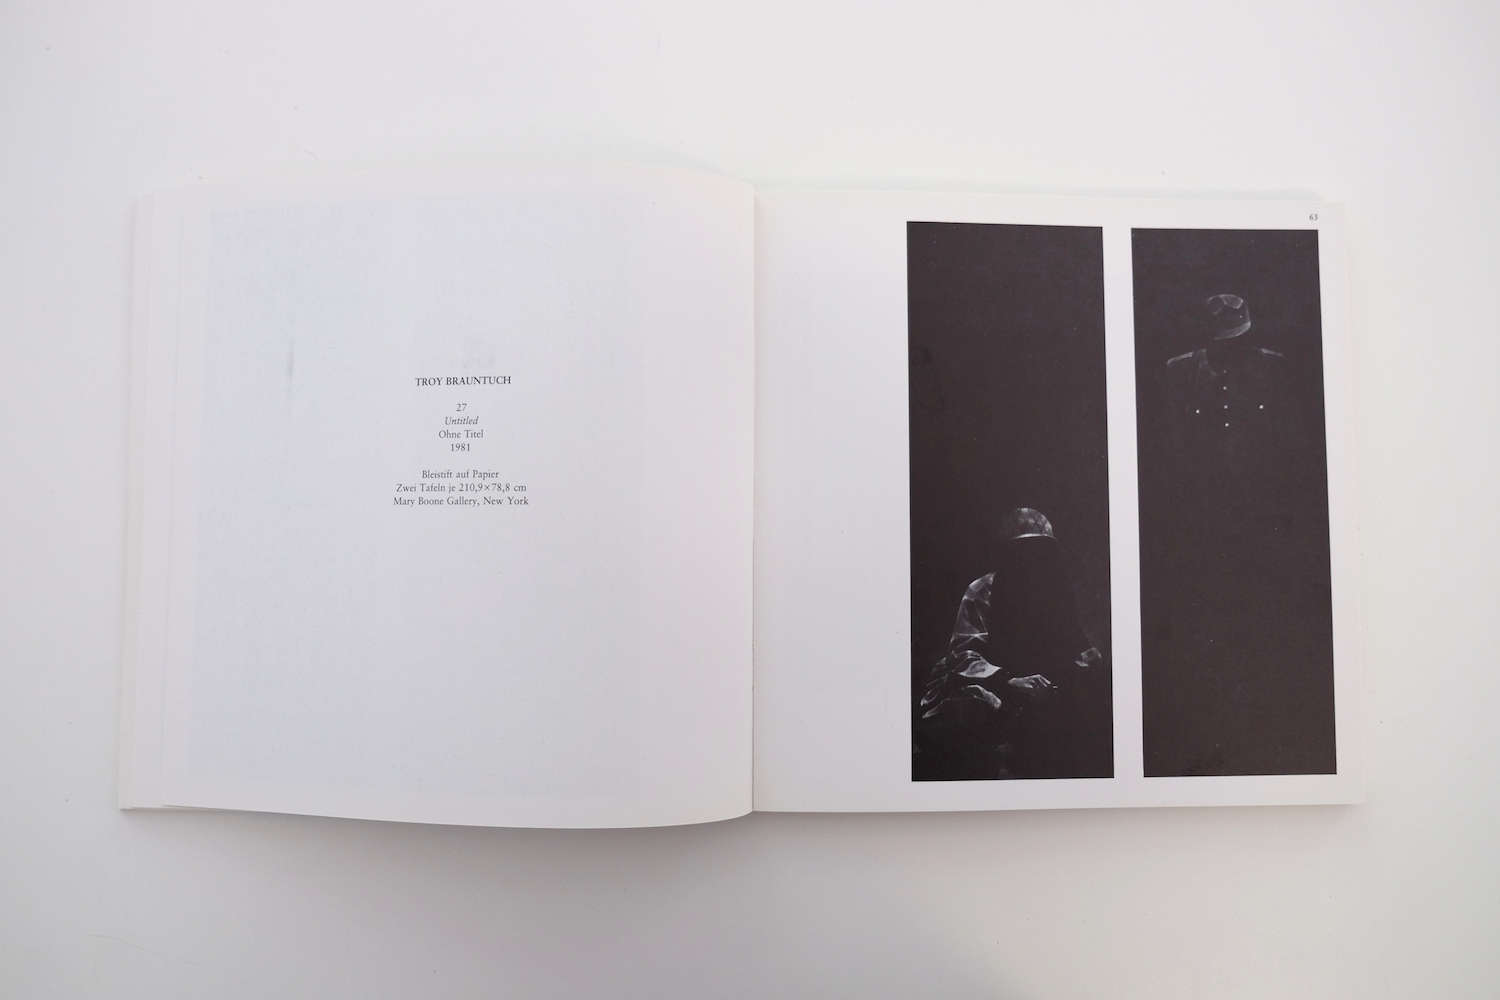 TROY BRAUNTUCH
27
Untitled
Ohne Titel
1981
Bleistift auf Papier
Zwei Tafeln je 210,9×78,8 cm
Mary Boone Gallery, New York
63